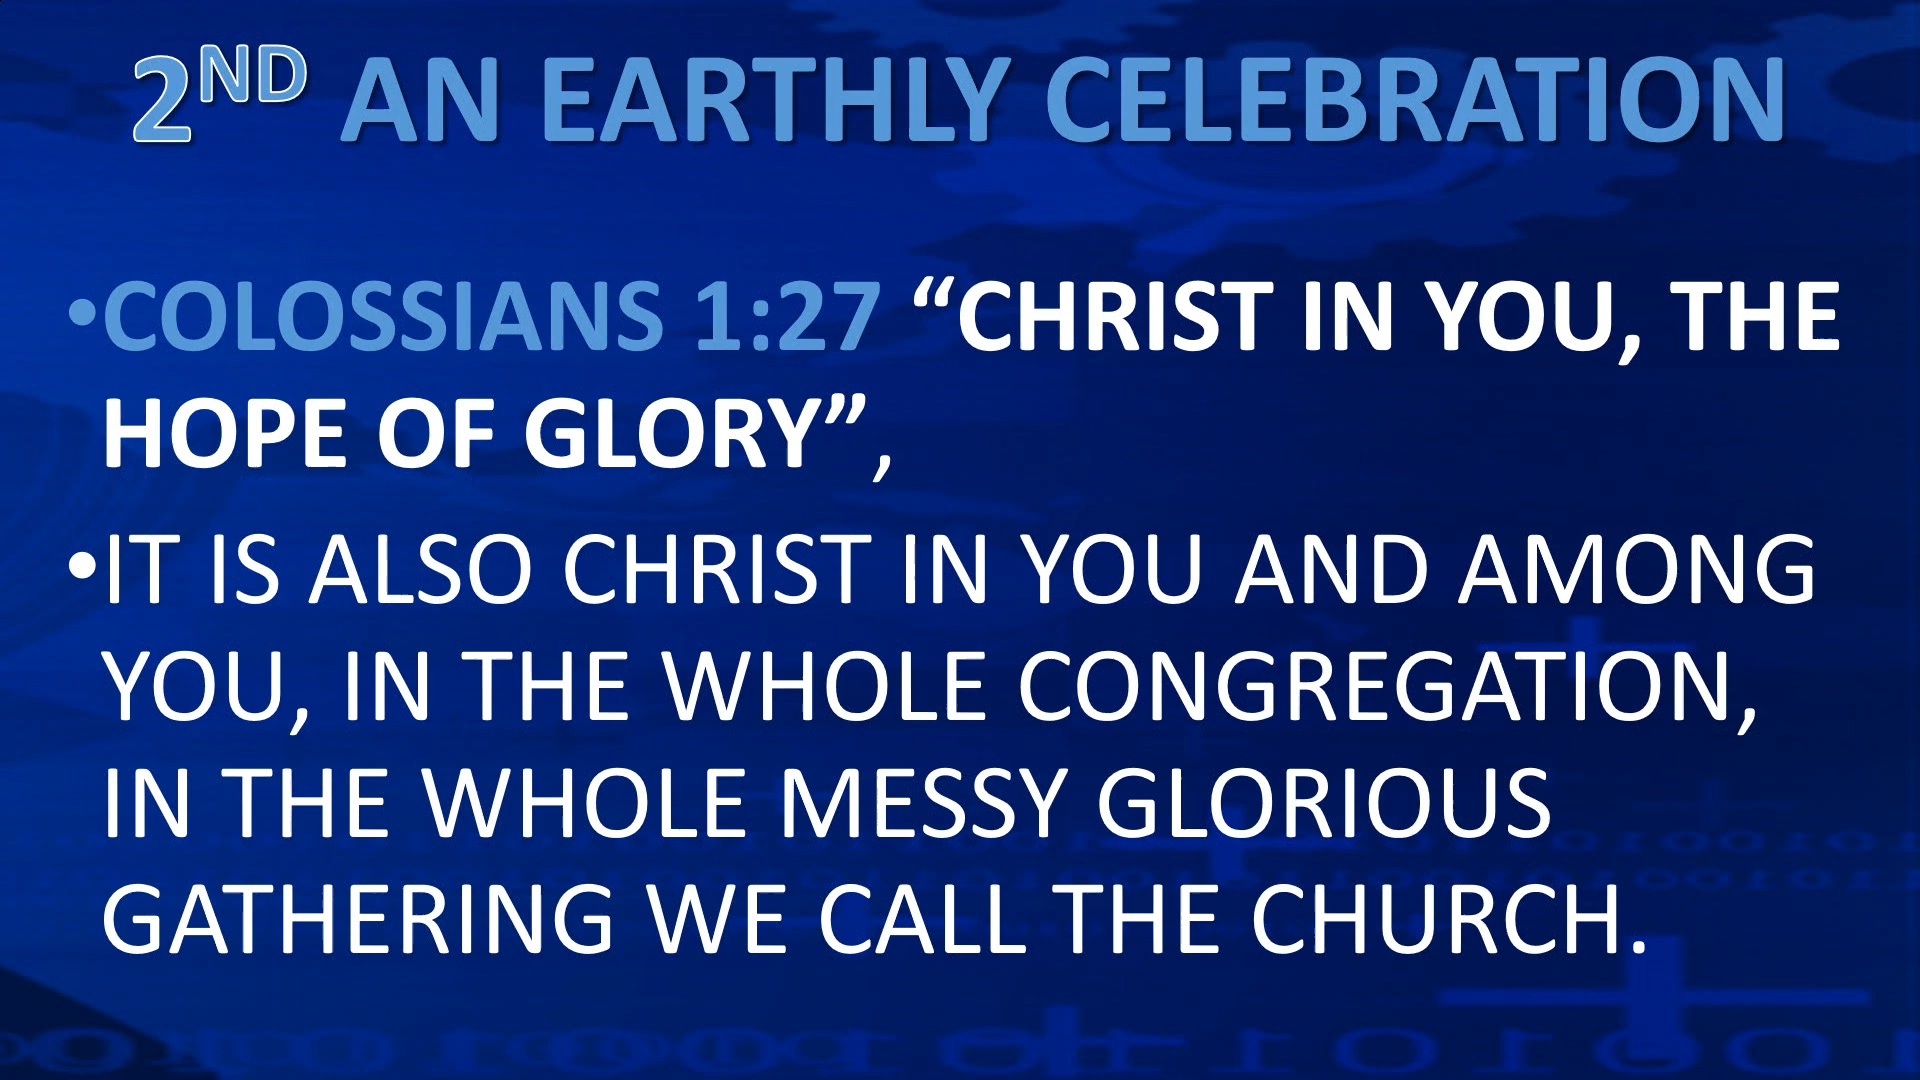 2ND AN EARTHLY CELEBRATION
•COLOSSIANS 1:27 “CHRIST IN YOU, THE
HOPE OF GLORY”,
•IT IS ALSO CHRIST IN YOU AND AMONG
YOU, IN THE WHOLE CONGREGATION,
IN THE WHOLE MESSY GLORIOUS
GATHERING WE CALL THE CHURCH.